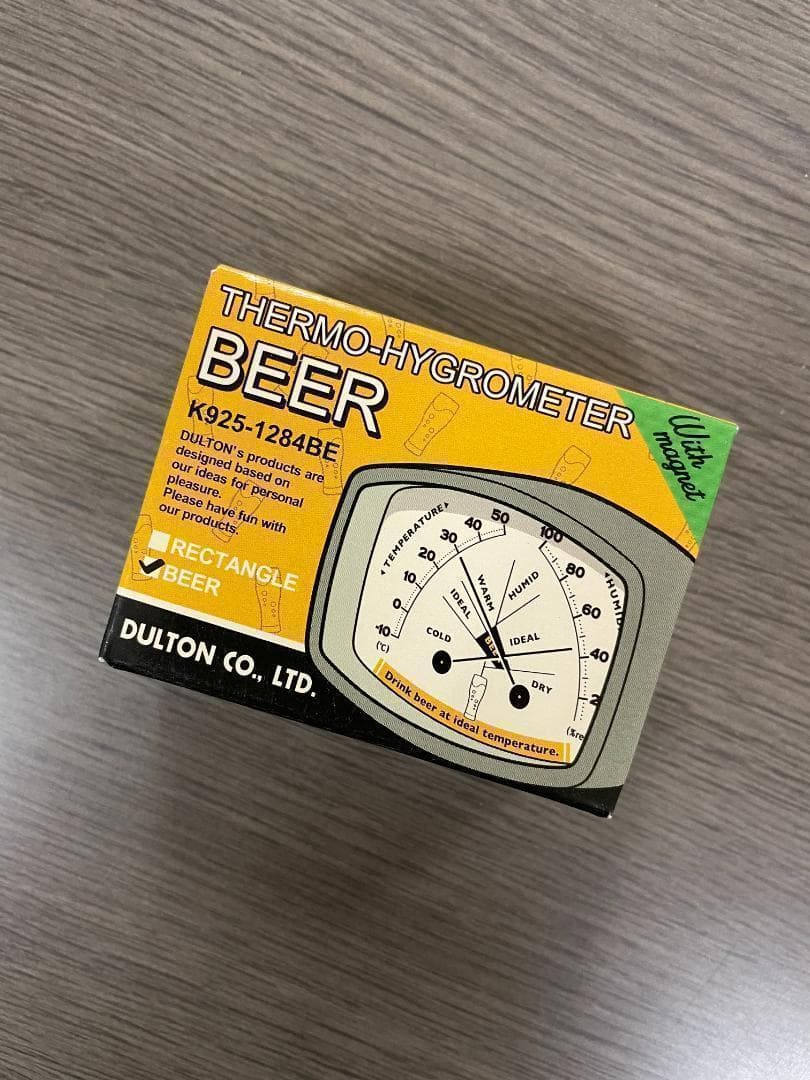 THERMO-HYGROMETER
BEER
K925-1284BE
DULTON's products are
designed based on
our ideas for personal
pleasure.
Please have fun with
our products.
RECTANGLE
BEER
DULTON CO., LTD.
With
magnet
TEMPERATURE
50
40
30
20
10
0
-10
(℃)
100
80
60
40
HUMID
WARM
IDEAL
COLD
HUMID
IDEAL
DRY
Drink beer at ideal temperature.